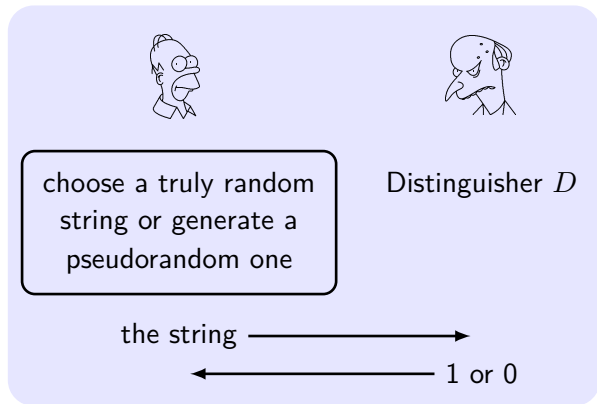 choose a truly random
string or generate a
pseudorandom one
Distinguisher D
the string
1 or 0